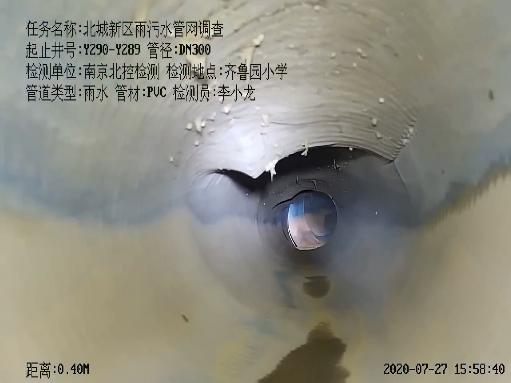 任务名称:北城新区雨污水管网调查
起止井号:Y290-Y289 管径:DN300
检测单位:南京北控检测 检测地点:齐鲁园小学
管道类型:雨水 管材:PVC 检测员:李小龙
距离:0.40M
2020-07-27 15:58:40